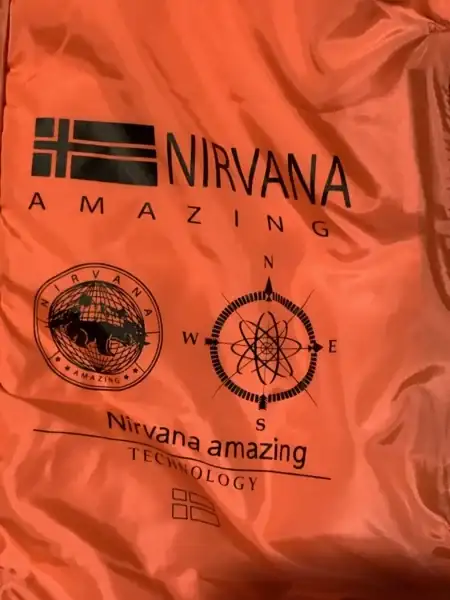 NIRVANA
AMAZING
NIRVANA
AMAZING
N
W
E
S
Nirvana amazing
TECHNOLOGY